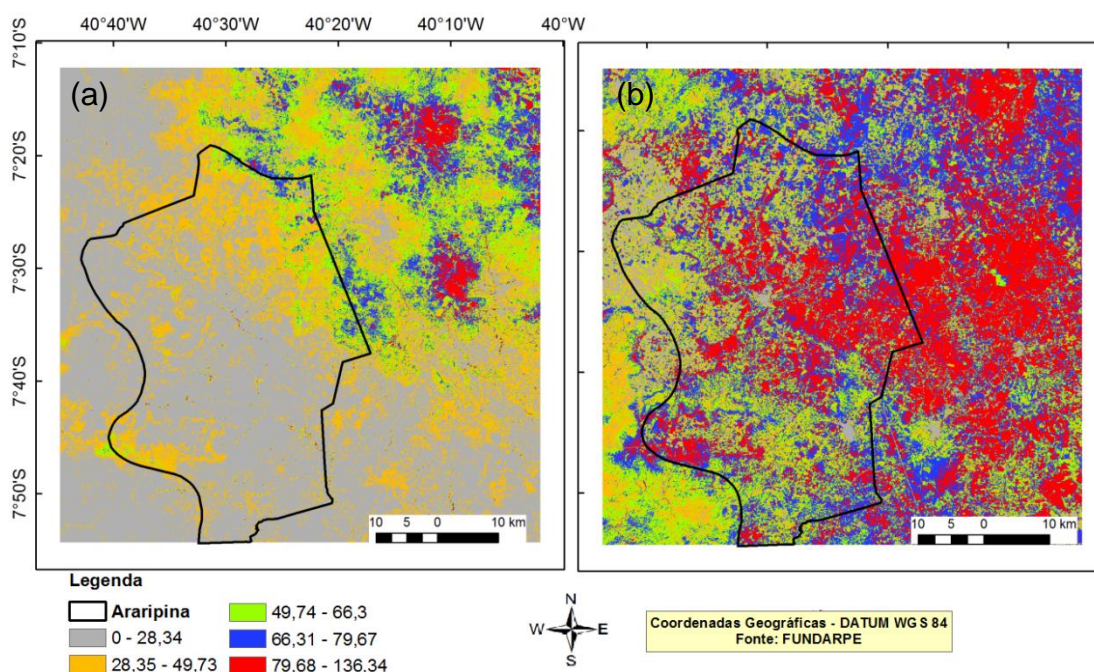 40°40'W 40°30'W 40°20'W 40°10'W 40°W
7°10'S
7°20'S
7°30'S
7°40'S
7°50'S
(a)
10 5 0 10 km
(b)
10 5 0 10 km
Legenda
Araripina
0 - 28,34
28,35 - 49,73
49,74 - 66,3
66,31 - 79,67
79,68 - 136,34
N
W E
S
Coordenadas Geográficas - DATUM WGS 84
Fonte: FUNDARPE